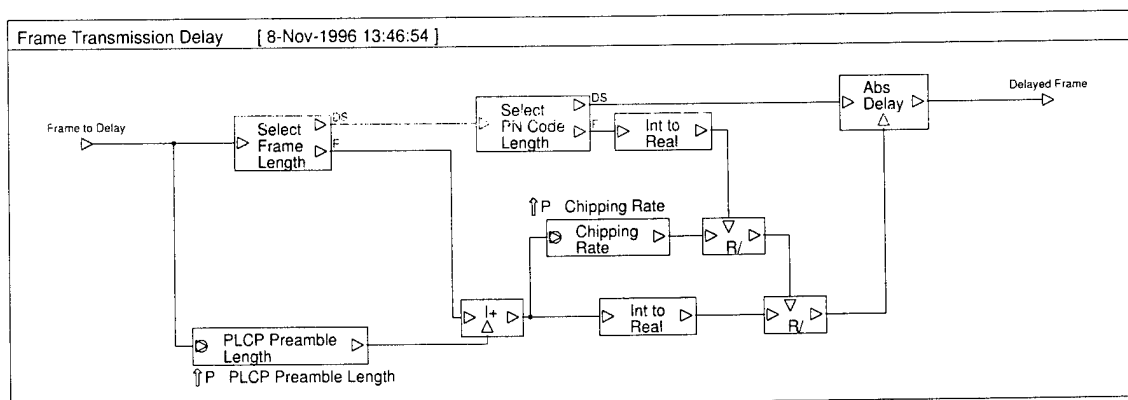 Frame Transmission Delay [ 8-Nov-1996 13:46:54 ]
Frame to Delay
Select
Frame
Length
DS
F
Select
PN Code
Length
DS
F
Int to
Real
Abs
Delay
Delayed Frame
P Chipping Rate
Chipping
Rate
R/
I+
Int to
Real
R/
PLCP Preamble
Length
P PLCP Preamble Length